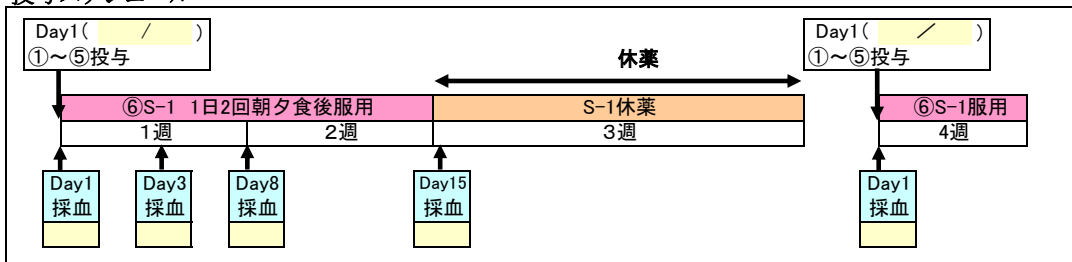 Day1( / )
①～⑤投与
Day1( ／ )
①～⑤投与
休薬
⑥S-1 1日2回朝夕食後服用
S-1休薬
⑥S-1服用
1週
2週
3週
4週
Day1
採血
Day3
採血
Day8
採血
Day15
採血
Day1
採血